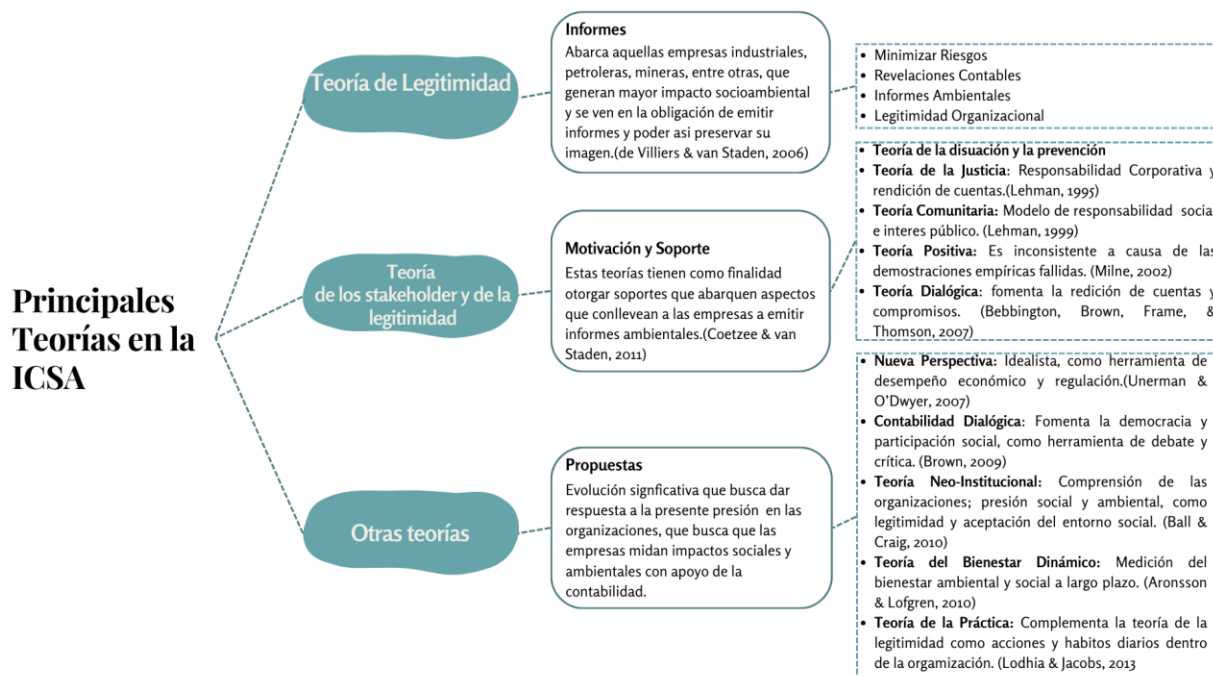 Principales
Teorías en la
ICSA
Teoría de Legitimidad
Informes
Abarca aquellas empresas industriales,
petroleras, mineras, entre otras, que
generan mayor impacto socioambiental
y se ven en la obligación de emitir
informes y poder asi preservar su
imagen.(de Villiers & van Staden, 2006)
• Minimizar Riesgos
• Revelaciones Contables
• Informes Ambientales
• Legitimidad Organizacional
Teoría
de los stakeholder y de la
legitimidad
Motivación y Soporte
Estas teorías tienen como finalidad
otorgar soportes que abarquen aspectos
que conllevean a las empresas a emitir
informes ambientales.(Coetzee & van
Staden, 2011)
• Teoría de la disuación y la prevención
• Teoría de la Justicia: Responsabilidad Corporativa y
rendición de cuentas.(Lehman, 1995)
• Teoría Comunitaria: Modelo de responsabilidad socia
e interes público. (Lehman, 1999)
• Teoría Positiva: Es inconsistente a causa de las
demostraciones empíricas fallidas. (Milne, 2002)
• Teoría Dialógica: fomenta la redición de cuentas y
compromisos. (Bebbington, Brown, Frame, &
Thomson, 2007)
Otras teorías
Propuestas
Evolución signficativa que busca dar
respuesta a la presente presión en las
organizaciones, que busca que las
empresas midan impactos sociales y
ambientales con apoyo de la
contabilidad.
• Nueva Perspectiva: Idealista, como herramienta de
desempeño económico y regulación.(Unerman &
O'Dwyer, 2007)
• Contabilidad Dialógica: Fomenta la democracia y
participación social, como herramienta de debate y
crítica. (Brown, 2009)
• Teoría Neo-Institucional: Comprensión de las
organizaciones; presión social y ambiental, como
legitimidad y aceptación del entorno social. (Ball &
Craig, 2010)
• Teoría del Bienestar Dinámico: Medición del
bienestar ambiental y social a largo plazo. (Aronsson
& Lofgren, 2010)
• Teoría de la Práctica: Complementa la teoría de la
legitimidad como acciones y habitos diarios dentro
de la orgamización. (Lodhia & Jacobs, 2013